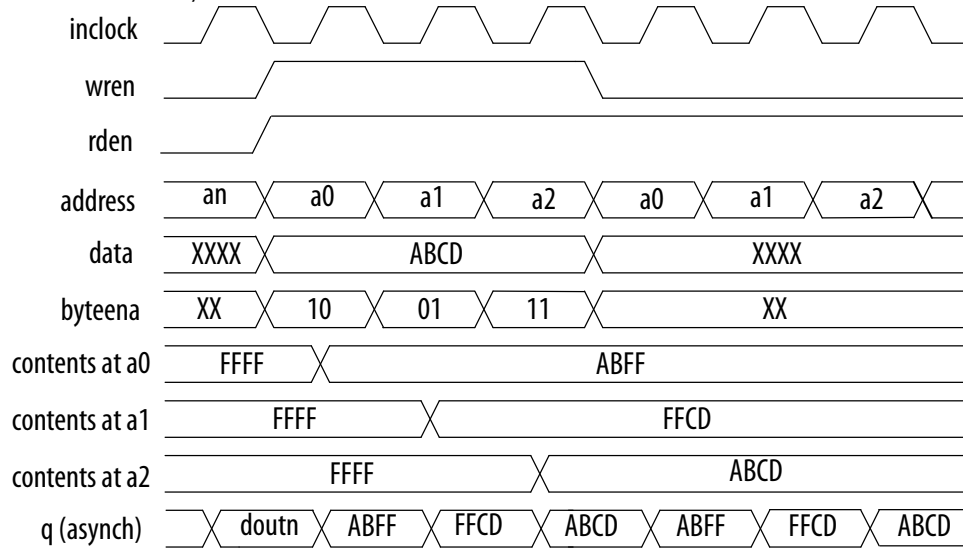 inclock
wren
rden
address an a0 a1 a2 a0 a1 a2
data XXXX ABCD XXXX
byteena XX 10 01 11 XX
contents at a0 FFFF ABFF
contents at a1 FFFF FFCD
contents at a2 FFFF ABCD
q (asynch) doutn ABFF FFCD ABCD ABFF FFCD ABCD